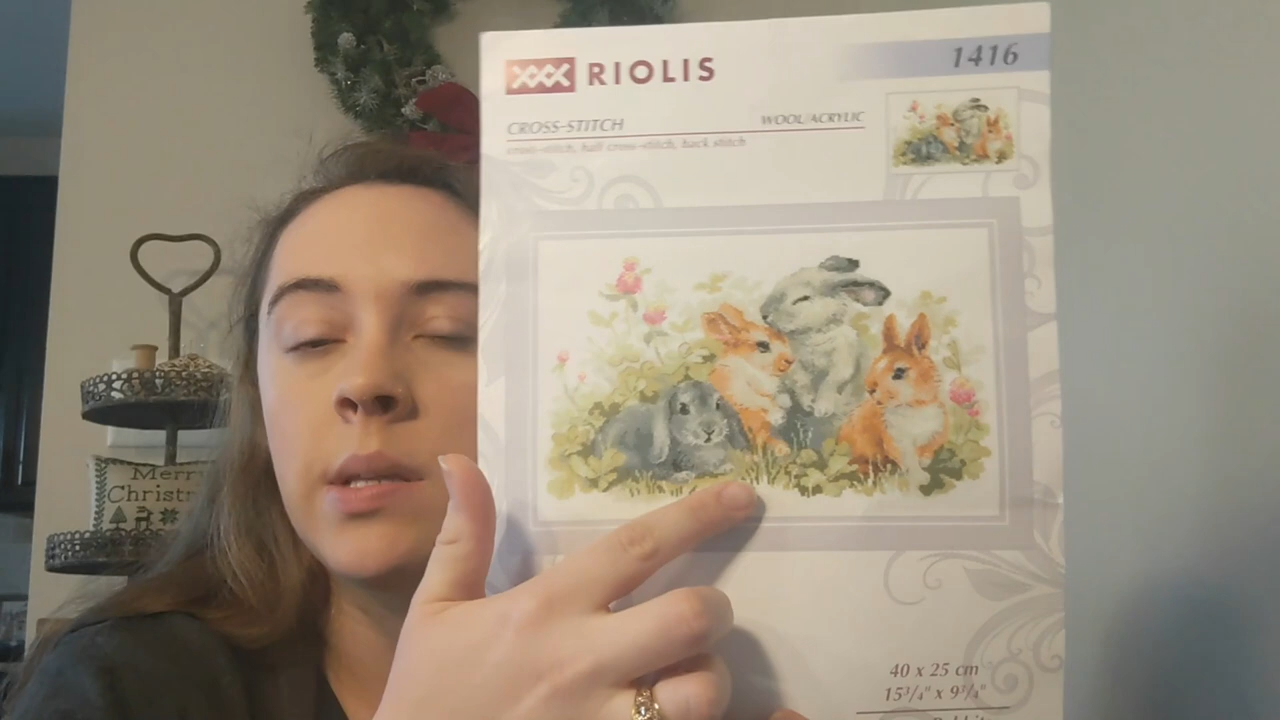 RIOLIS
1416
CROSS-STITCH
WOOL/ACRYLIC
cross-stitch, half cross-stitch, back stitch
Merry
Christm
40 x 25 cm
15³/₄" x 9³/₄"